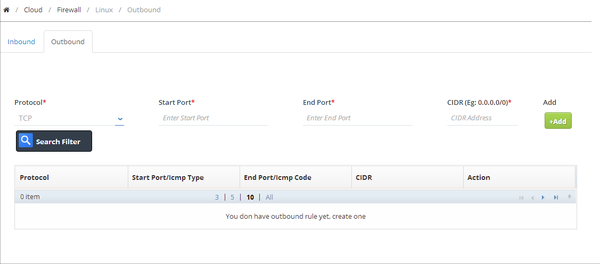 / Cloud / Firewall / Linux / Outbound
Inbound Outbound
Protocol* Start Port* End Port* CIDR (Eg: 0.0.0.0/0)* Add
TCP Enter Start Port Enter End Port CIDR Address +Add
Search Filter
Protocol Start Port/Icmp Type End Port/Icmp Code CIDR Action
0 item 3 | 5 | 10 | All
You don have outbound rule yet, create one